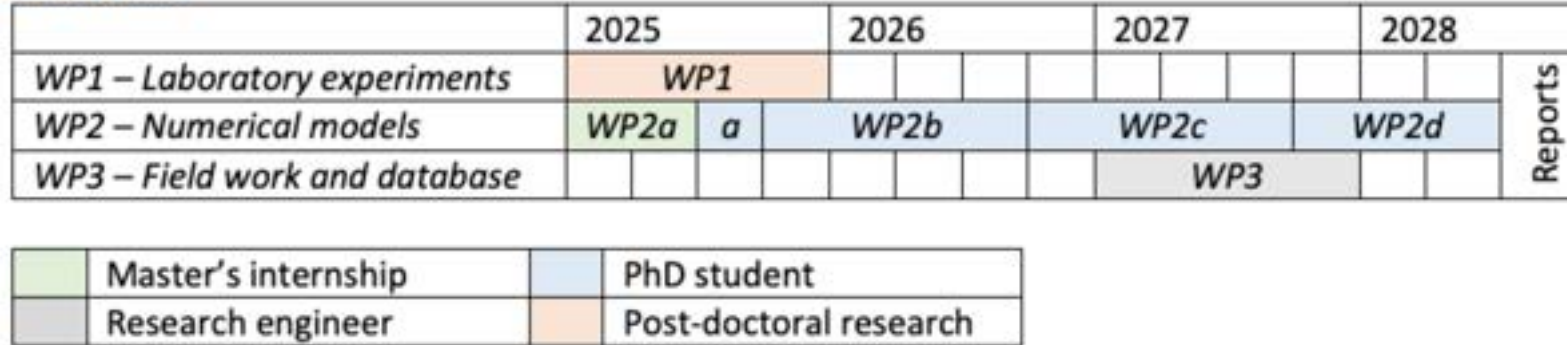 2025 2026 2027 2028
WP1 – Laboratory experiments WP1
WP2 – Numerical models WP2a a WP2b WP2c WP2d
WP3 – Field work and database WP3
Reports
Master's internship PhD student
Research engineer Post-doctoral research